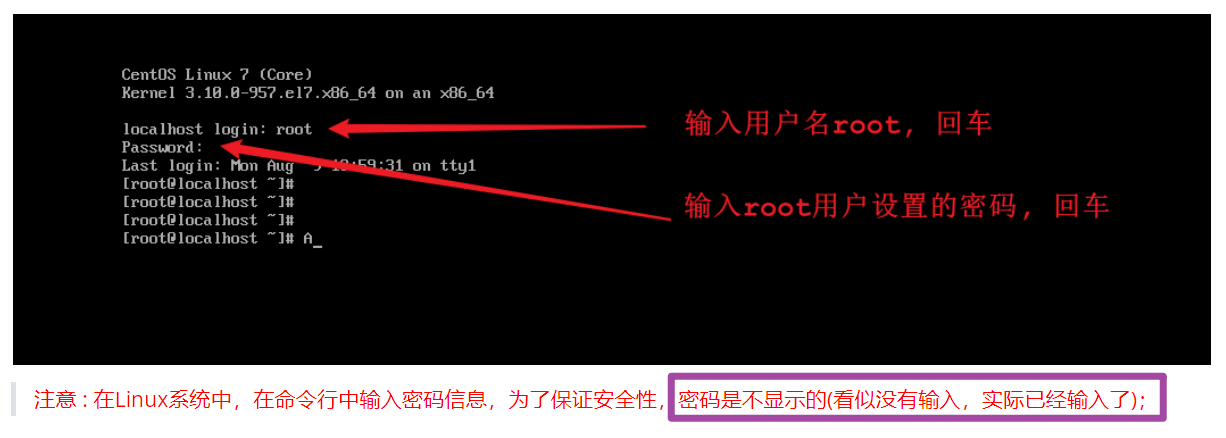 CentOS Linux 7 (Core)
Kernel 3.10.0-957.el7.x86_64 on an x86_64
localhost login: root
输入用户名root，回车
Password:
Last login: Mon Aug :59:31 on tty1
[root@localhost ~]#
[root@localhost ~]#
输入root用户设置的密码，回车
[root@localhost ~]#
[root@localhost ~]# A_
注意 : 在Linux系统中，在命令行中输入密码信息，为了保证安全性，密码是不显示的(看似没有输入，实际已经输入了)；